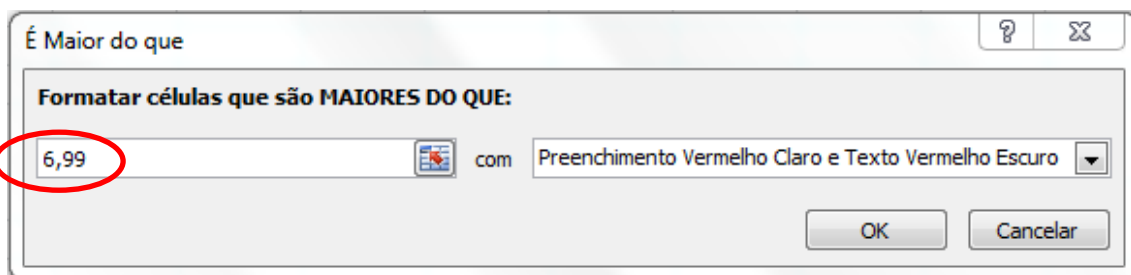 É Maior do que
Formatar células que são MAIORES DO QUE:
6,99 com Preenchimento Vermelho Claro e Texto Vermelho Escuro
OK Cancelar